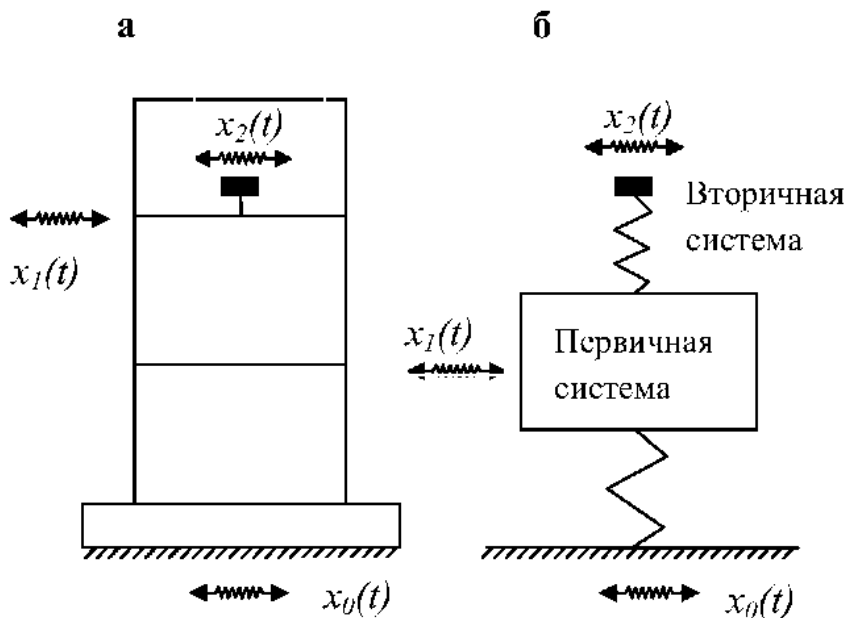 а
б
x₂(t)
x₂(t)
Вторичная
система
x₁(t)
x₁(t)
Первичная
система
x₀(t)
x₀(t)